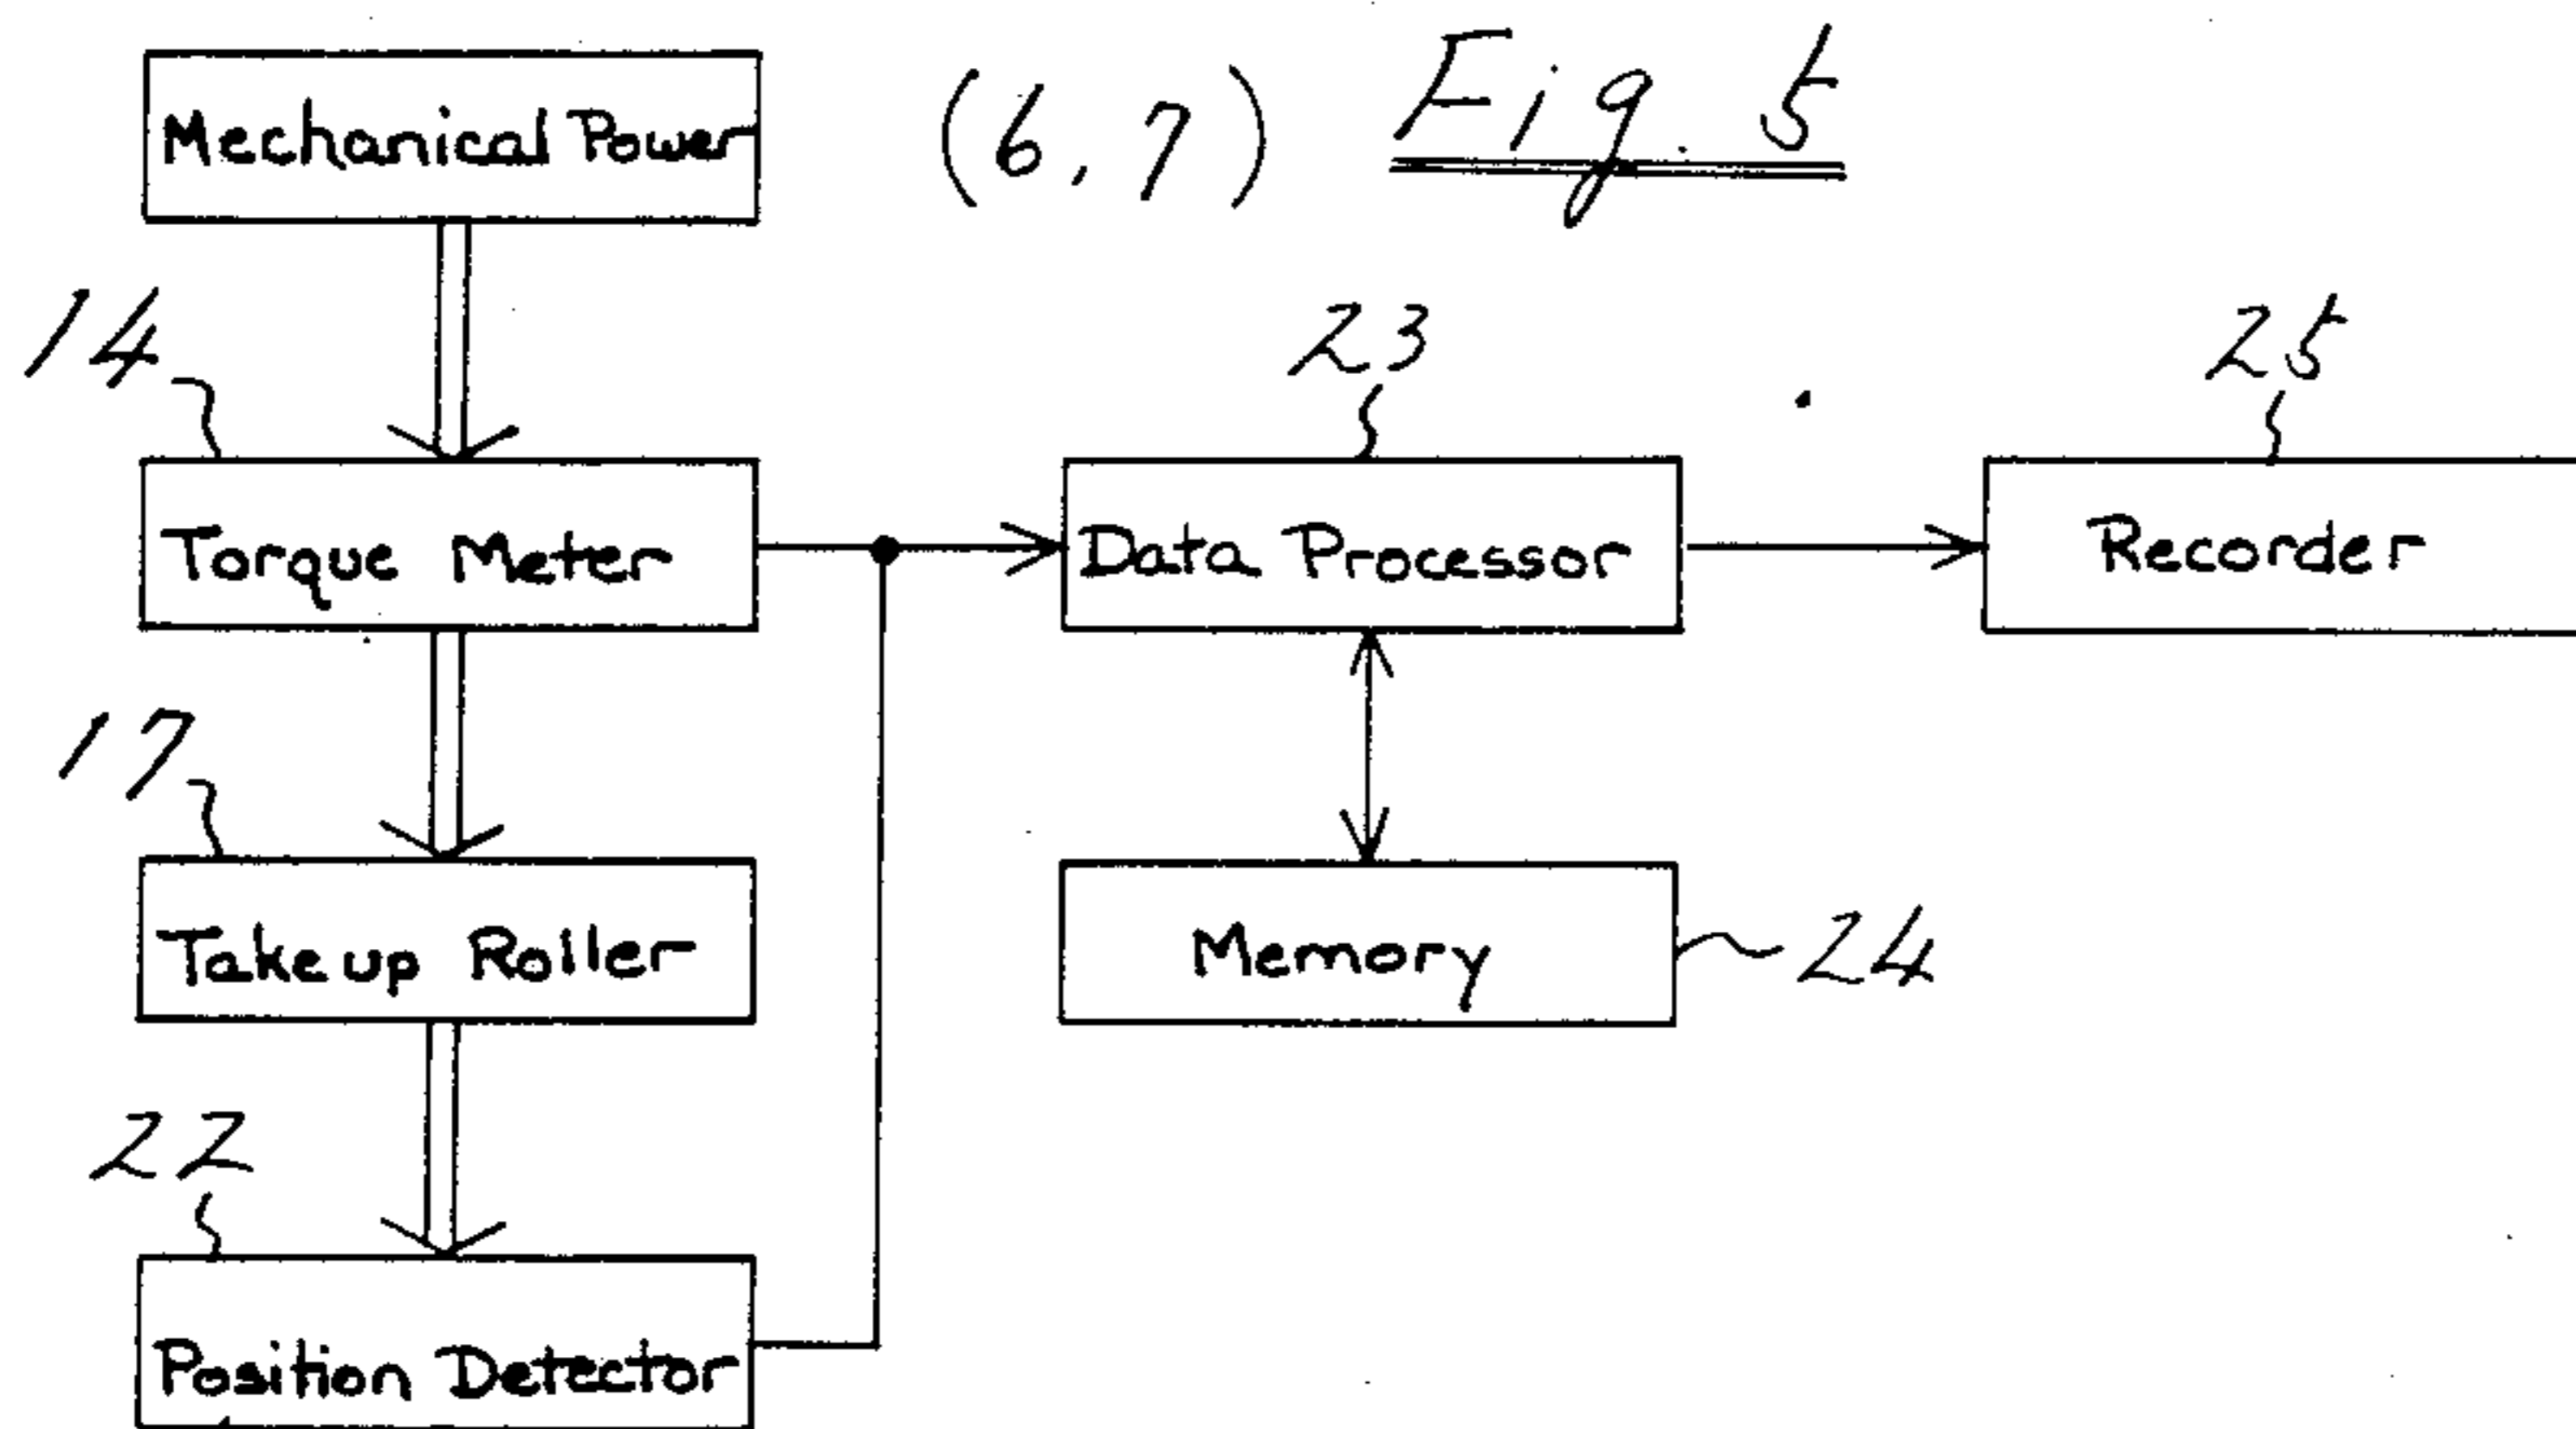 Mechanical Power
(6, 7) Fig. 5
14
23
25
Torque Meter
Data Processor
Recorder
17
Takeup Roller
Memory
24
22
Position Detector